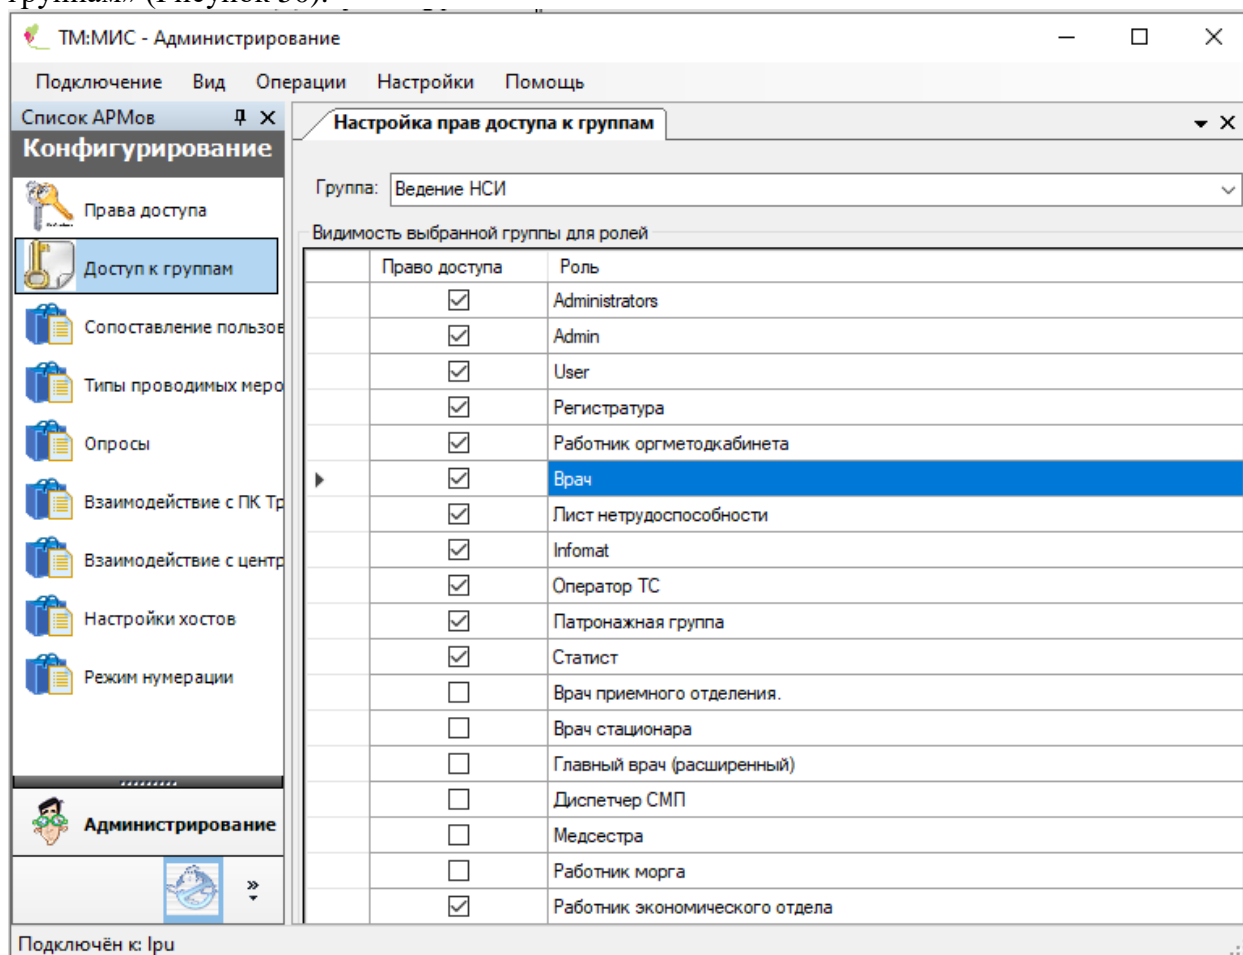 группам» (Рисунок 36).
ТМ:МИС - Администрирование
Подключение Вид Операции Настройки Помощь
Список АРМов
Конфигурирование
Права доступа
Доступ к группам
Сопоставление пользов
Типы проводимых меро
Опросы
Взаимодействие с ПК Тр
Взаимодействие с центр
Настройки хостов
Режим нумерации
Администрирование
Настройка прав доступа к группам
Группа: Ведение НСИ
Видимость выбранной группы для ролей
Право доступа Роль
Administrators
Admin
User
Регистратура
Работник оргметодкабинета
Врач
Лист нетрудоспособности
Infomat
Оператор ТС
Патронажная группа
Статист
Врач приемного отделения.
Врач стационара
Главный врач (расширенный)
Диспетчер СМП
Медсестра
Работник морга
Работник экономического отдела
Подключён к: lpu